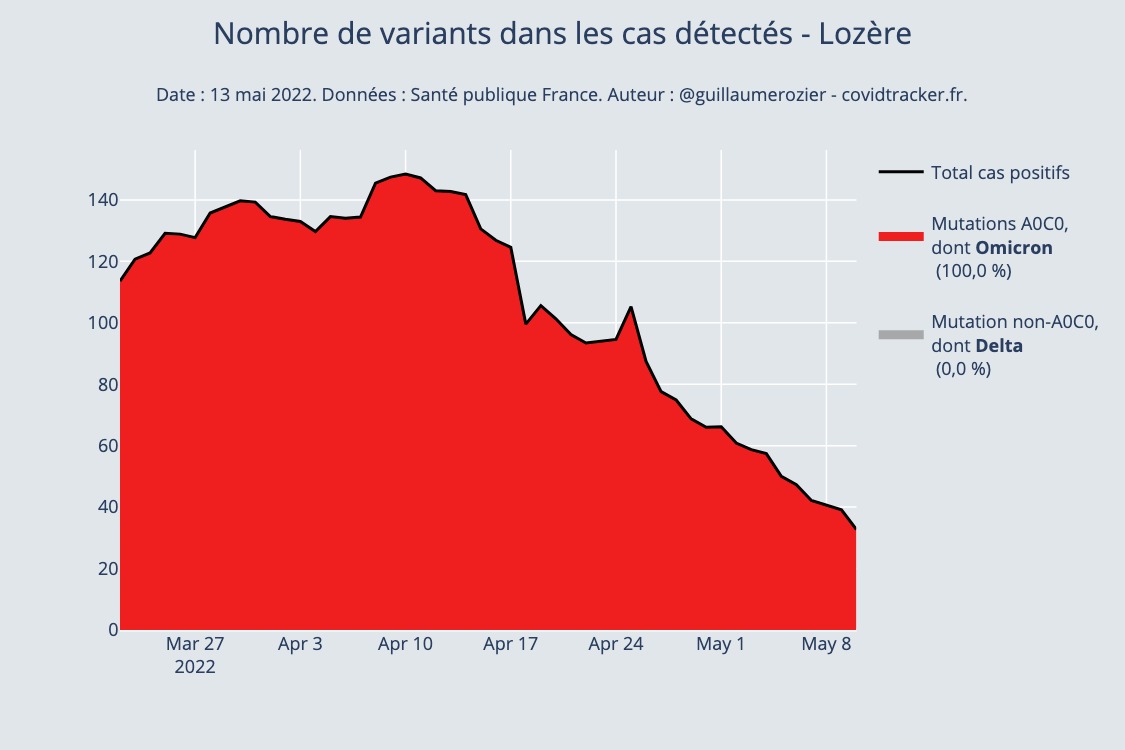 Nombre de variants dans les cas détectés - Lozère
Date : 13 mai 2022. Données : Santé publique France. Auteur : @guillaumerozier - covidtracker.fr.
140
120
100
80
60
40
20
0
Mar 27
2022
Apr 3
Apr 10
Apr 17
Apr 24
May 1
May 8
Total cas positifs
Mutations A0C0,
dont Omicron
(100,0 %)
Mutation non-A0C0,
dont Delta
(0,0 %)